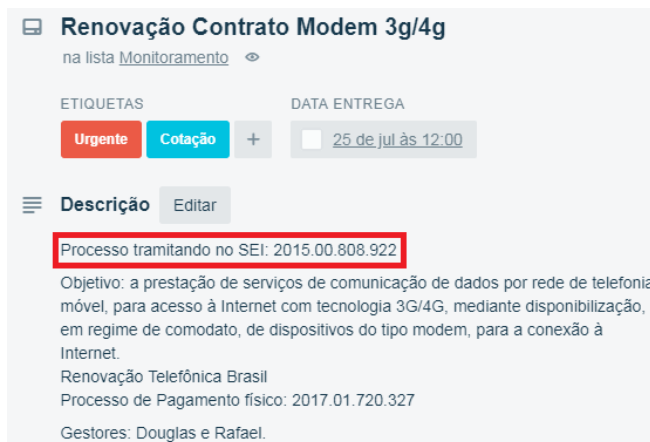 Renovação Contrato Modem 3g/4g
na lista Monitoramento
ETIQUETAS DATA ENTREGA
Urgente Cotação + 25 de jul às 12:00
Descrição Editar
Processo tramitando no SEI: 2015.00.808.922
Objetivo: a prestação de serviços de comunicação de dados por rede de telefonia
móvel, para acesso à Internet com tecnologia 3G/4G, mediante disponibilização,
em regime de comodato, de dispositivos do tipo modem, para a conexão à
Internet.
Renovação Telefônica Brasil
Processo de Pagamento físico: 2017.01.720.327
Gestores: Douglas e Rafael.